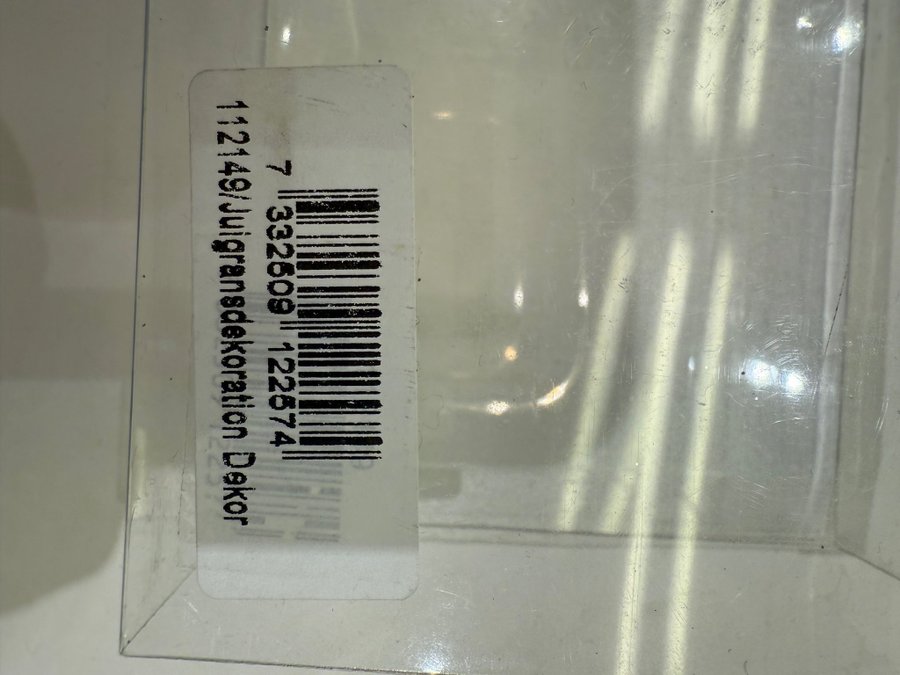 7 332509 122574
112149/Julgransdekoration Dekor